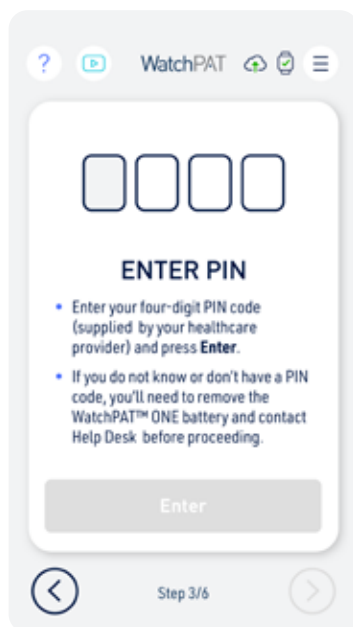 ?
WatchPAT
ENTER PIN
• Enter your four-digit PIN code
(supplied by your healthcare
provider) and press Enter.
• If you do not know or don't have a PIN
code, you'll need to remove the
WatchPAT™ ONE battery and contact
Help Desk before proceeding.
Enter
Step 3/6